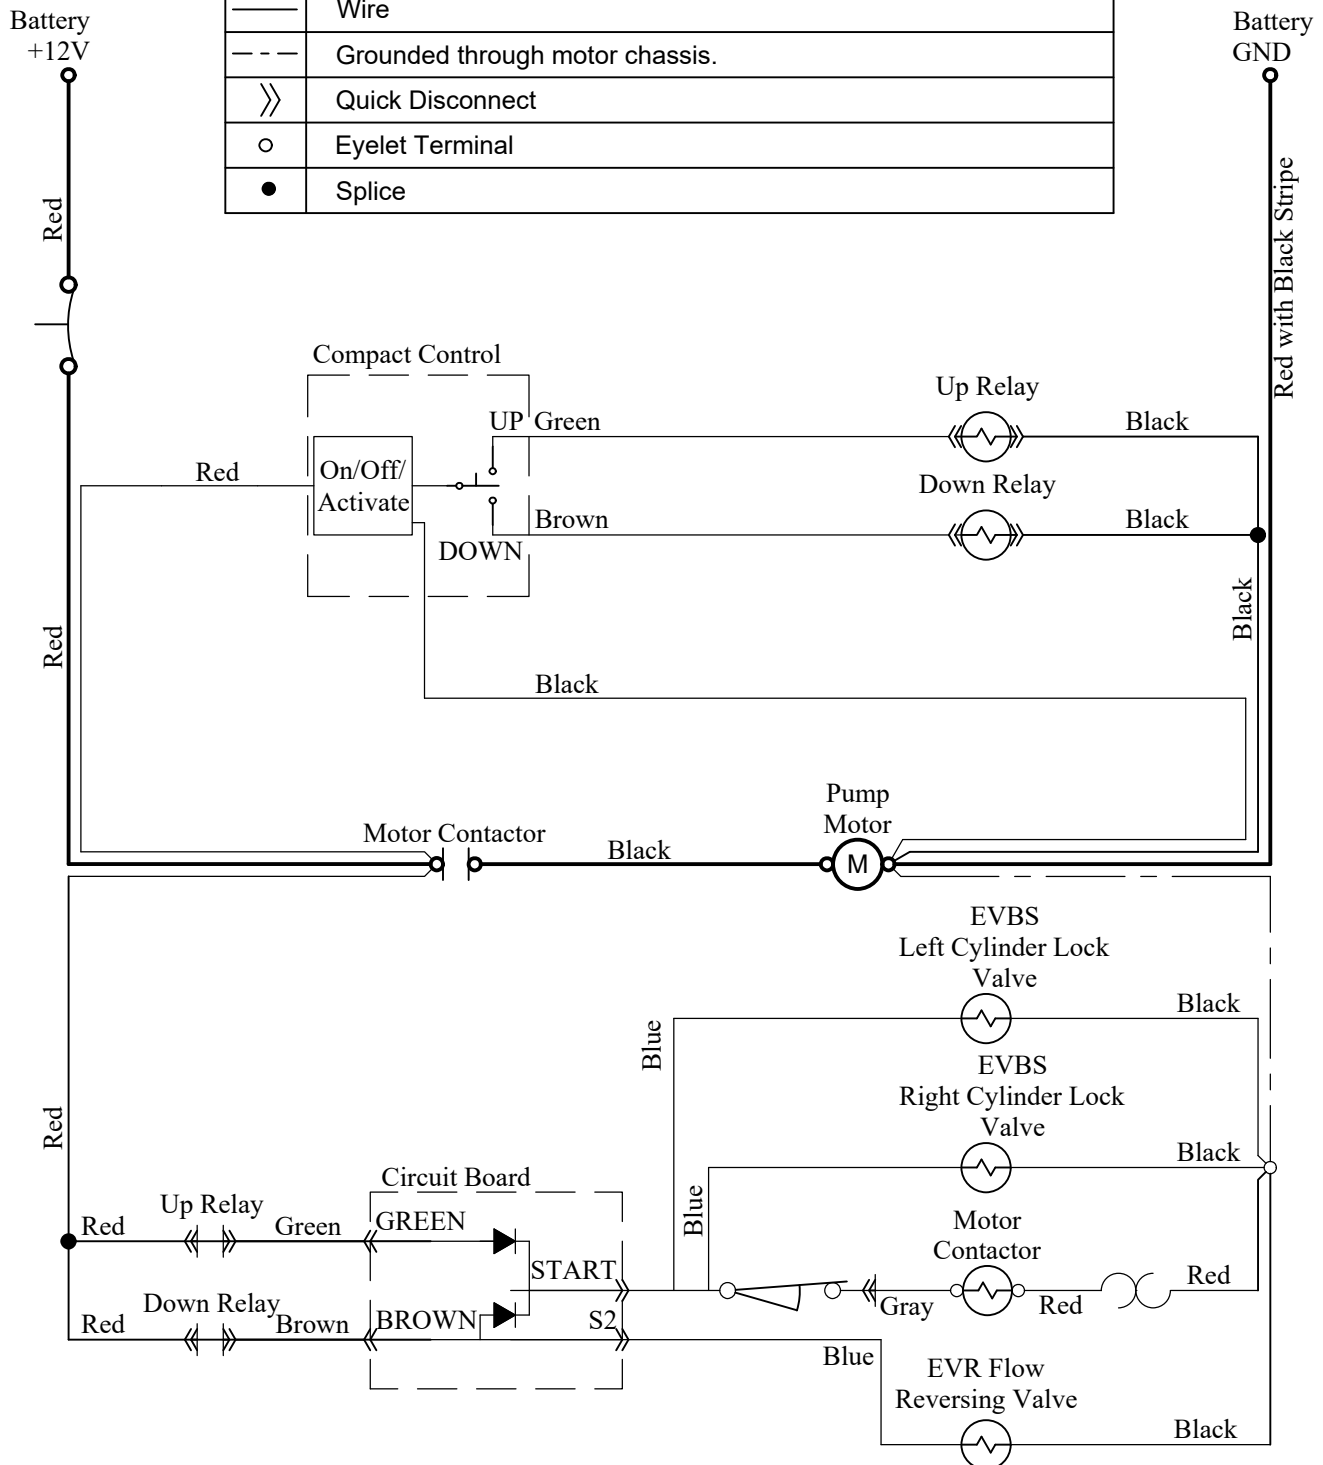 Battery
+12V
Wire
Grounded through motor chassis.
Quick Disconnect
Eyelet Terminal
Splice
Battery
GND
Red
Red with Black Stripe
Compact Control
UP
Green
Up Relay
Black
Red
On/Off/
Activate
Down Relay
Brown
Black
DOWN
Red
Black
Black
Pump
Motor
Motor Contactor
Black
M
EVBS
Left Cylinder Lock
Valve
Black
Blue
EVBS
Right Cylinder Lock
Valve
Black
Red
Blue
Circuit Board
Up Relay
Red
Green
GREEN
Motor
Contactor
START
Red
Gray
Red
Down Relay
Red
Brown
BROWN
S2
Blue
EVR Flow
Reversing Valve
Black